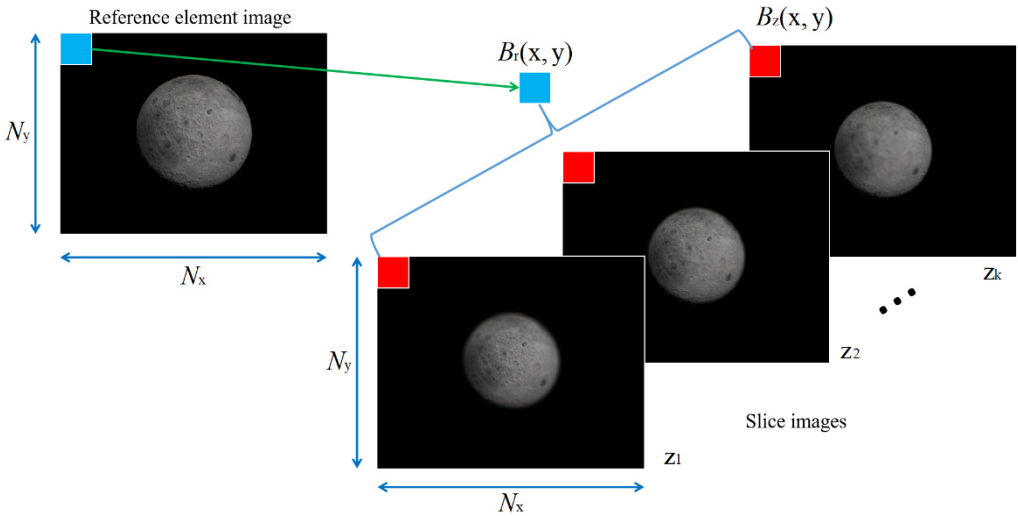 Reference element image
Bz(x, y)
Br(x, y)
Ny
Nx
zk
Ny
z2
Slice images
z1
Nx